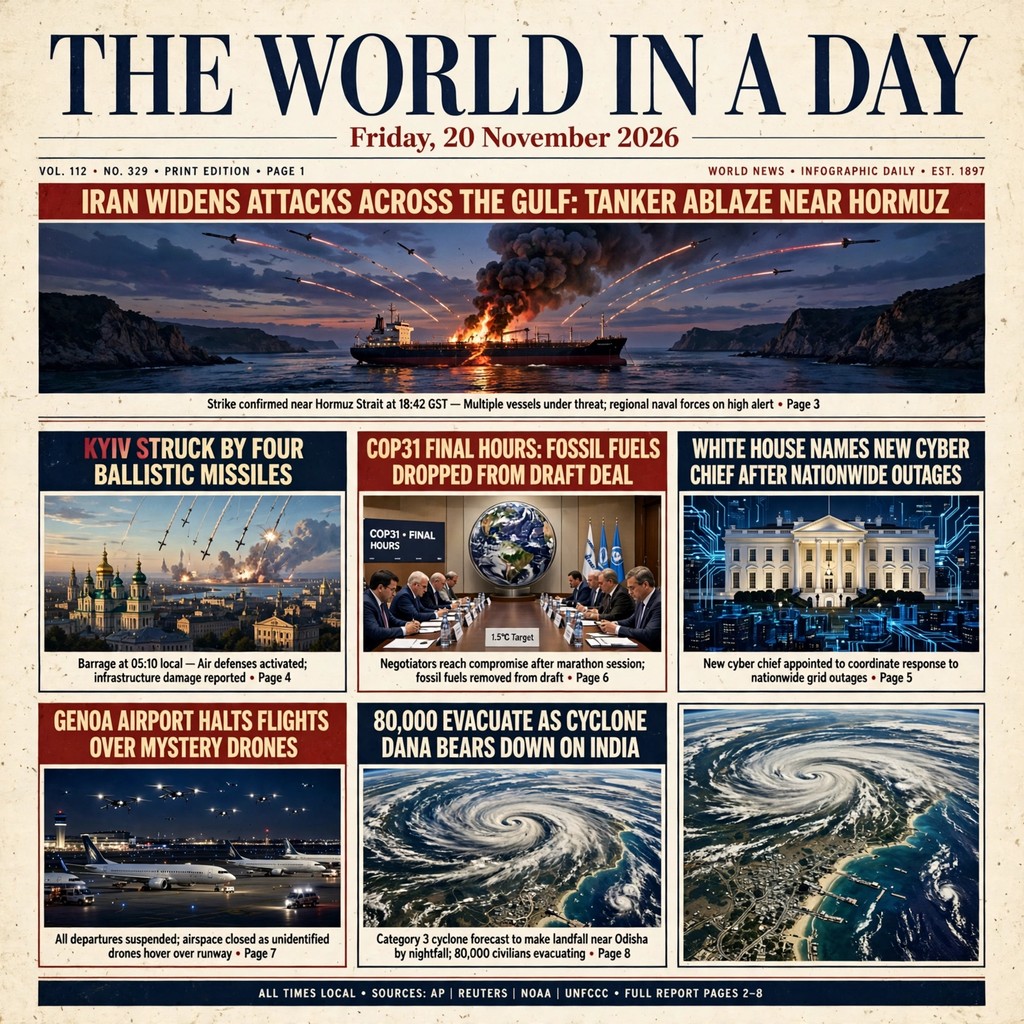 THE WORLD IN A DAY
Friday, 20 November 2026
VOL. 112 • NO. 329 • PRINT EDITION • PAGE 1
WORLD NEWS • INFOGRAPHIC DAILY • EST. 1897
IRAN WIDENS ATTACKS ACROSS THE GULF: TANKER ABLAZE NEAR HORMUZ
Strike confirmed near Hormuz Strait at 18:42 GST — Multiple vessels under threat; regional naval forces on high alert • Page 3
KYIV STRUCK BY FOUR
BALLISTIC MISSILES
Barrage at 05:10 local — Air defenses activated;
infrastructure damage reported • Page 4
COP31 FINAL HOURS: FOSSIL FUELS
DROPPED FROM DRAFT DEAL
COP31 • FINAL
HOURS
1.5°C Target
Negotiators reach compromise after marathon session;
fossil fuels removed from draft • Page 6
WHITE HOUSE NAMES NEW CYBER
CHIEF AFTER NATIONWIDE OUTAGES
New cyber chief appointed to coordinate response to
nationwide grid outages • Page 5
GENOA AIRPORT HALTS FLIGHTS
OVER MYSTERY DRONES
All departures suspended; airspace closed as unidentified
drones hover over runway • Page 7
80,000 EVACUATE AS CYCLONE
DANA BEARS DOWN ON INDIA
Category 3 cyclone forecast to make landfall near Odisha
by nightfall; 80,000 civilians evacuating • Page 8
ALL TIMES LOCAL • SOURCES: AP | REUTERS | NOAA | UNFCCC • FULL REPORT PAGES 2–8